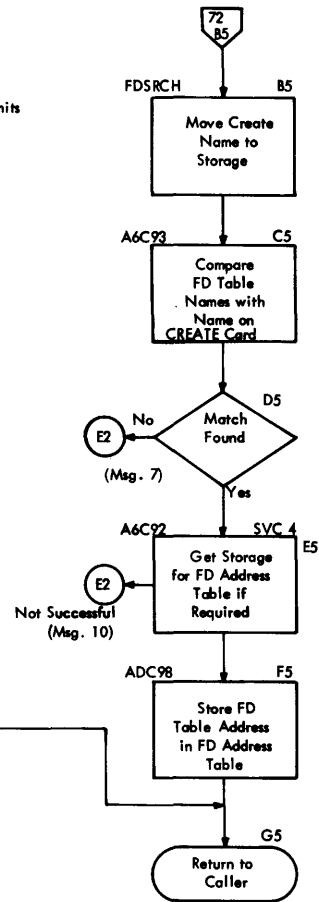 72
B5
FDSRCH
B5
nits
Move Create
Name to
Storage
A6C93
C5
Compare
FD Table
Names with
Name on
CREATE Card
D5
No
Match
Found
E2
(Msg. 7)
Yes
A6C92
SVC 4
E5
Get Storage
for FD Address
Table if
Required
E2
Not Successful
(Msg. 10)
ADC98
F5
Store FD
Table Address
in FD Address
Table
G5
Return to
Caller